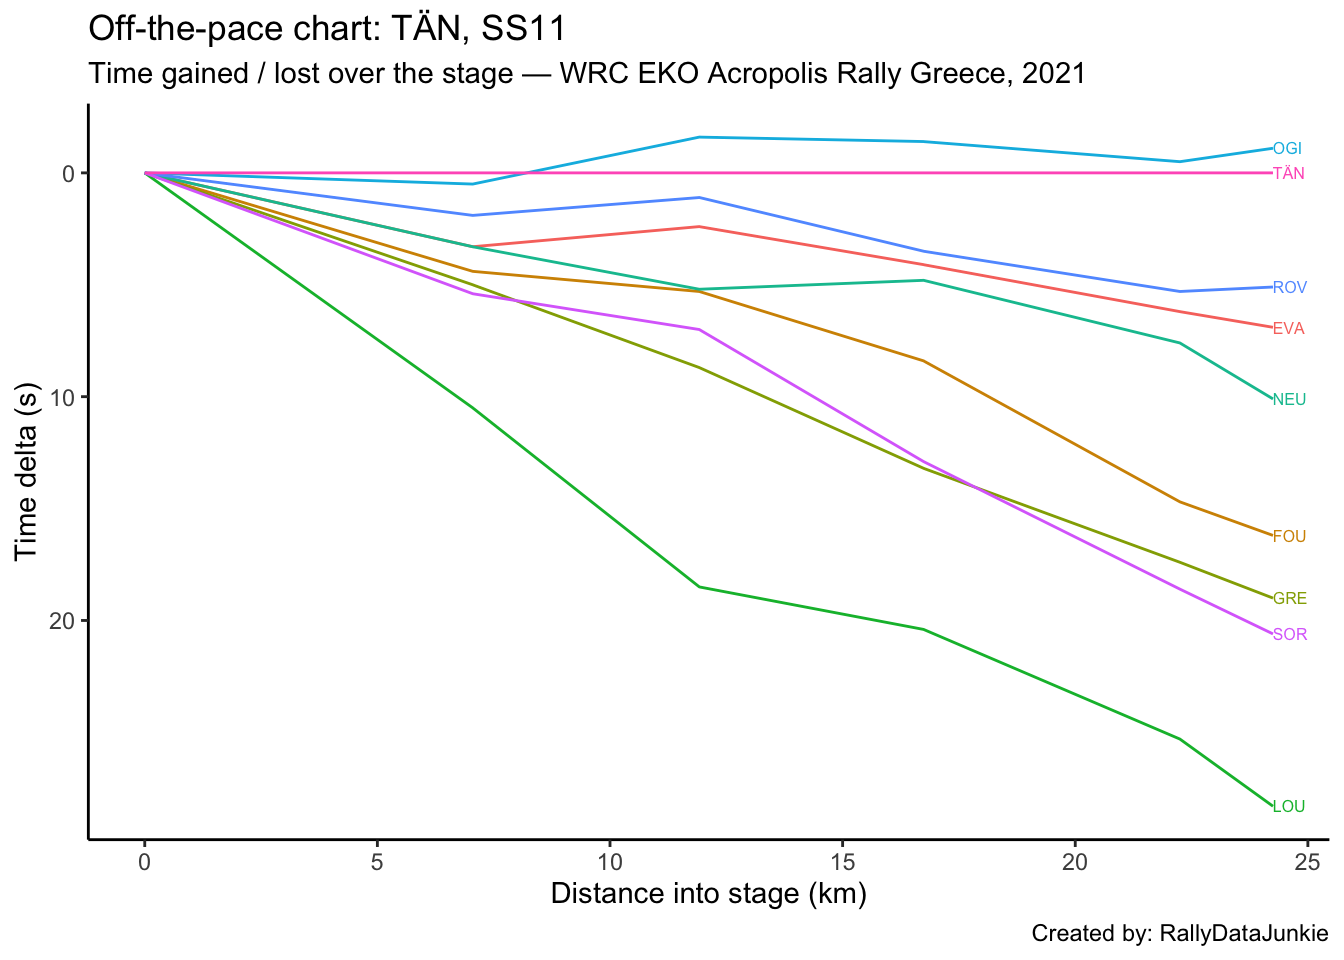 Off-the-pace chart: TÄN, SS11
Time gained / lost over the stage — WRC EKO Acropolis Rally Greece, 2021
0
10
20
Time delta (s)
OGI
TÄN
ROV
EVA
NEU
FOU
GRE
SOR
LOU
0 5 10 15 20 25
Distance into stage (km)
Created by: RallyDataJunkie